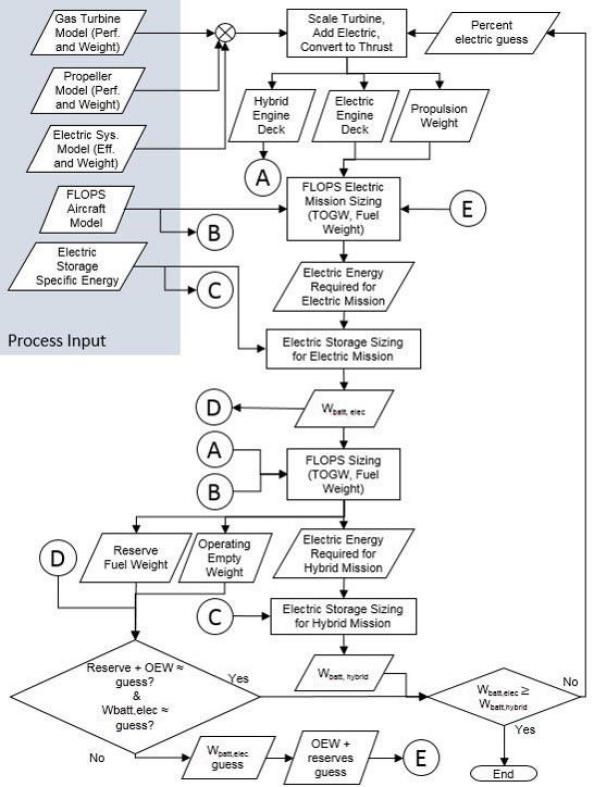 Gas Turbine
Model (Perf.
and Weight)
Scale Turbine,
Add Electric,
Convert to Thrust
Percent
electric guess
Propeller
Model (Perf.
and Weight)
Hybrid
Engine
Deck
Electric
Engine
Deck
Propulsion
Weight
Electric Sys.
Model (Eff.
and Weight)
A
FLOPS
Aircraft
Model
FLOPS Electric
Mission Sizing
(TOGW, Fuel
Weight)
E
B
Electric
Storage
Specific Energy
Electric Energy
Required for
Electric Mission
C
Process Input
Electric Storage Sizing
for Electric Mission
D
Wbatt, elec
A
B
FLOPS Sizing
(TOGW, Fuel
Weight)
D
Reserve
Fuel Weight
Operating
Empty
Weight
Electric Energy
Required for
Hybrid Mission
C
Electric Storage Sizing
for Hybrid Mission
Reserve + OEW ≈
guess?
&
Wbatt,elec ≈
guess?
Yes
Wbatt, hybrid
Wbatt,elec ≥
Wbatt,hybrid
No
Yes
No
Wbatt,elec
guess
OEW +
reserves
guess
E
End